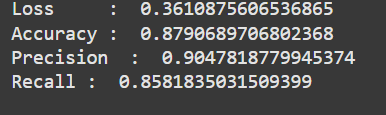 Loss     :  0.3610875606536865
Accuracy :  0.8790689706802368
Precision  :  0.9047818779945374
Recall :  0.8581835031509399